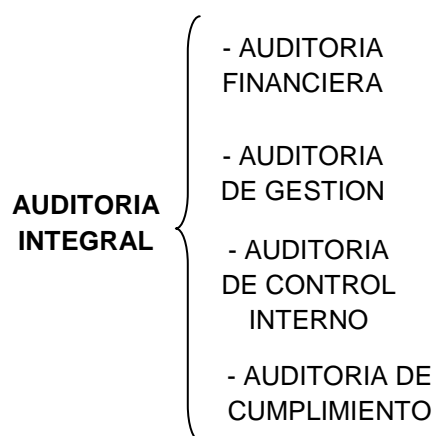 AUDITORIA
INTEGRAL
- AUDITORIA
FINANCIERA
- AUDITORIA
DE GESTION
- AUDITORIA
DE CONTROL
INTERNO
- AUDITORIA DE
CUMPLIMIENTO